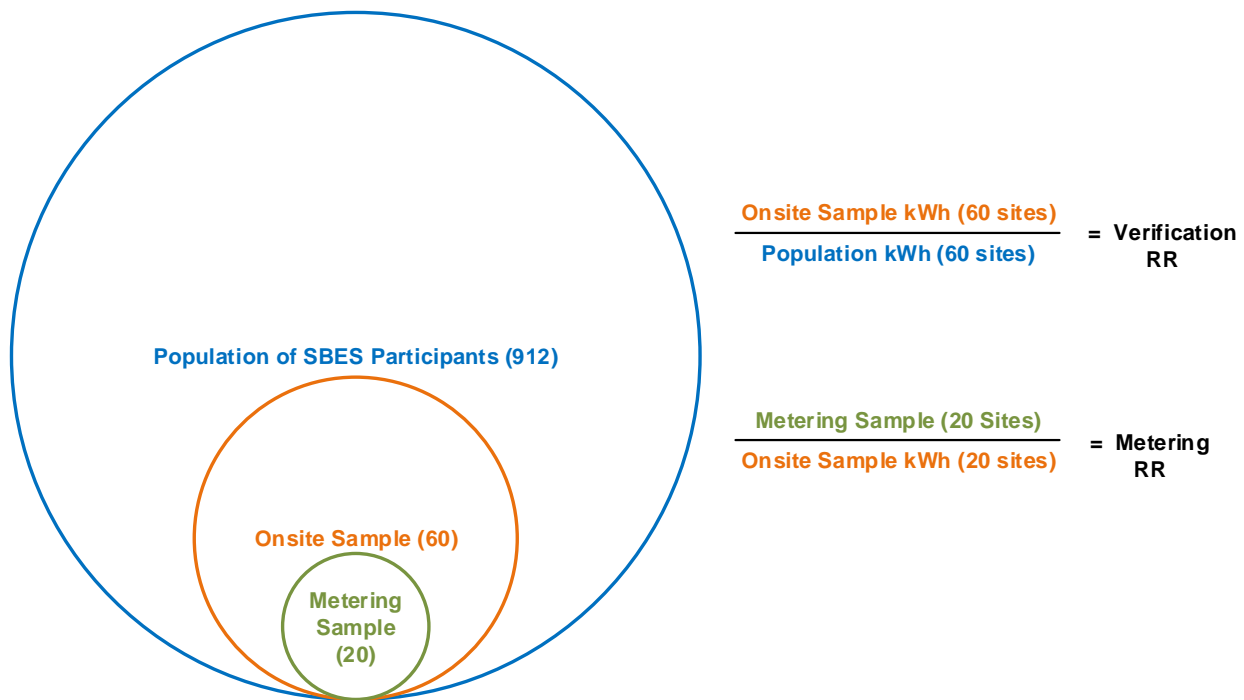 Onsite Sample kWh (60 sites)
Population kWh (60 sites)
= Verification
RR
Population of SBES Participants (912)
Metering Sample (20 Sites)
Onsite Sample kWh (20 sites)
= Metering
RR
Onsite Sample (60)
Metering
Sample
(20)